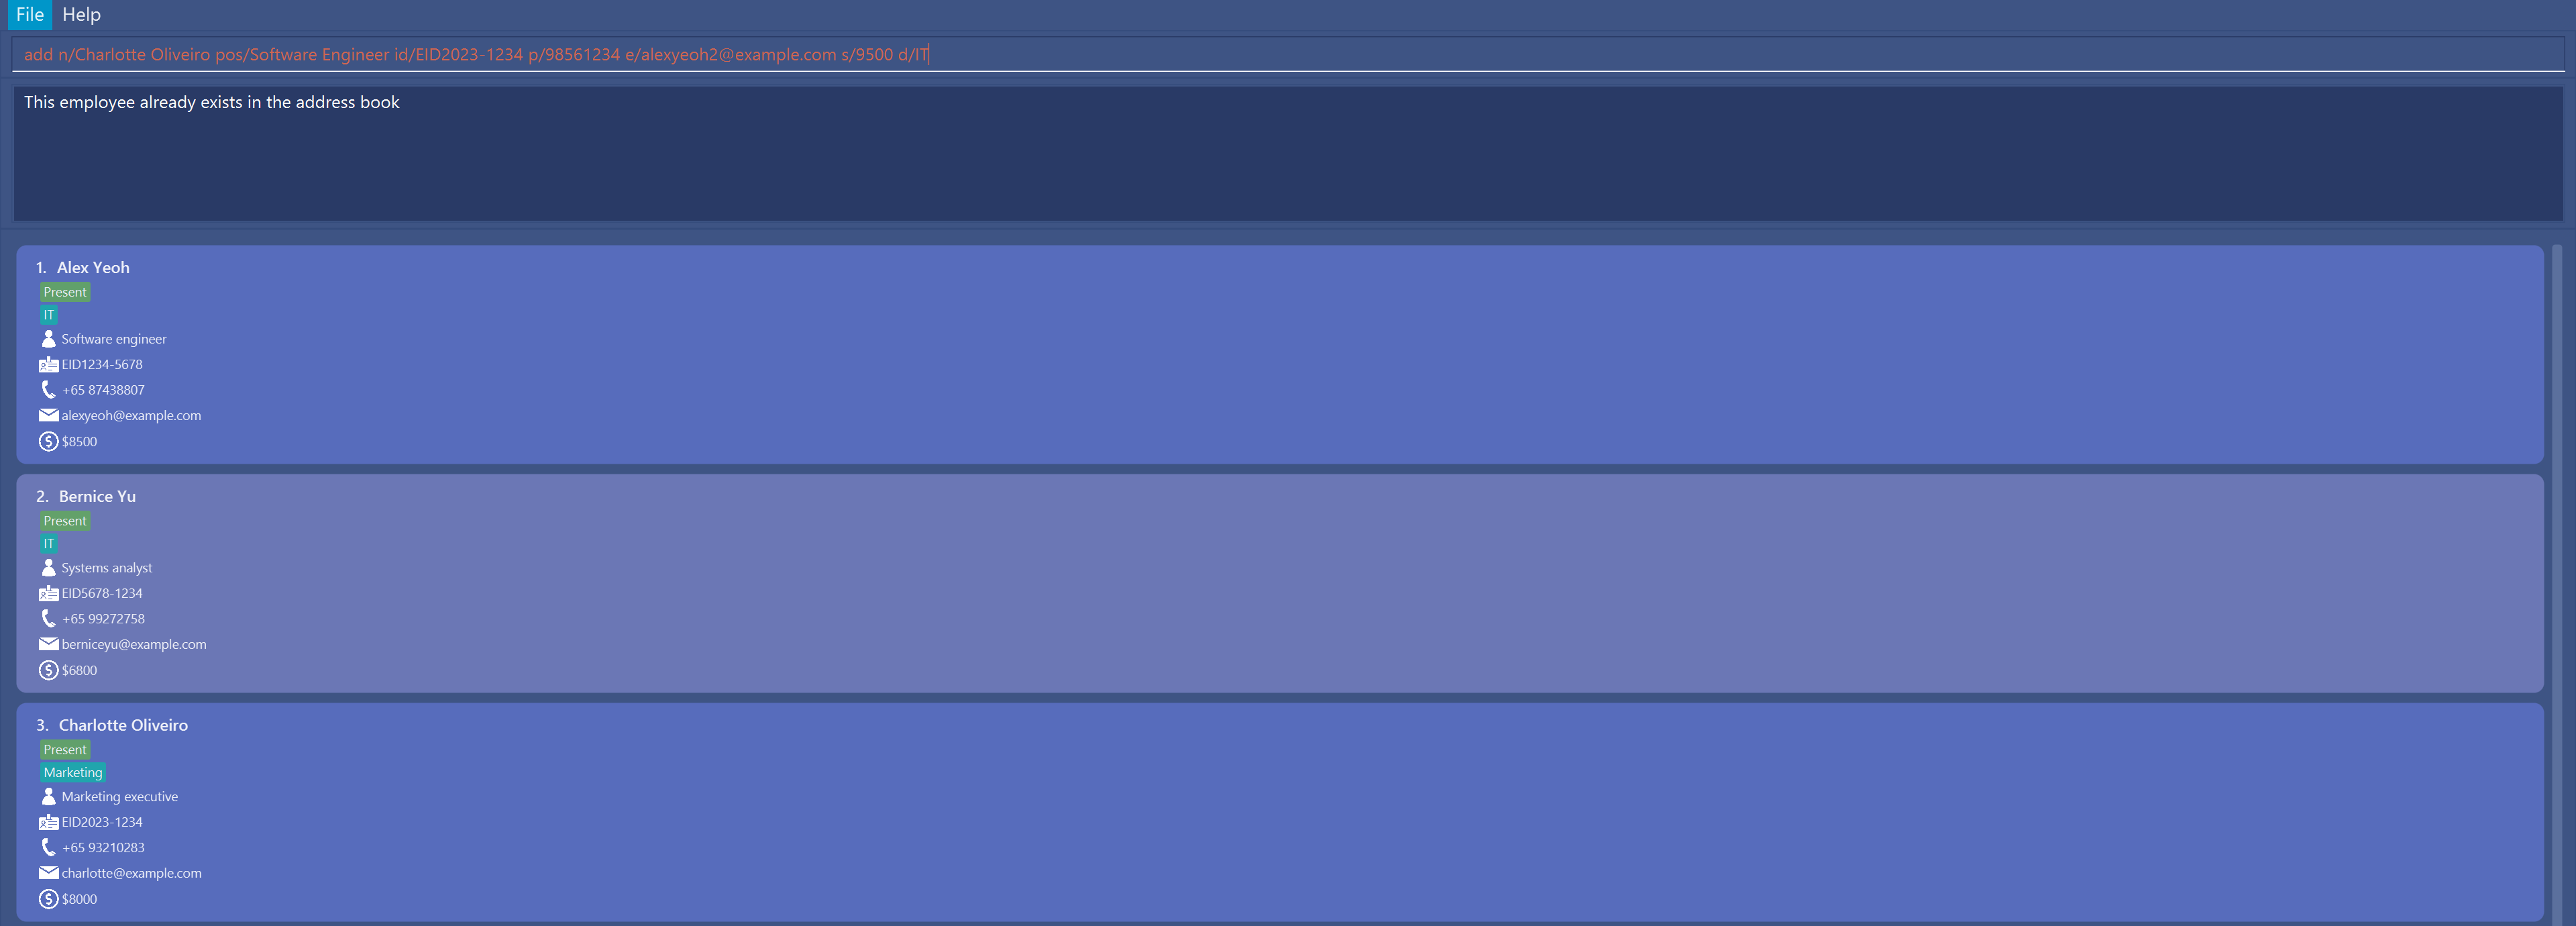 File Help
add n/Charlotte Oliveiro pos/Software Engineer id/EID2023-1234 p/98561234 e/alexyeoh2@example.com s/9500 d/IT
This employee already exists in the address book
1. Alex Yeoh
Present
IT
Software engineer
EID1234-5678
+65 87438807
alexyeoh@example.com
$8500
2. Bernice Yu
Present
IT
Systems analyst
EID5678-1234
+65 99272758
berniceyu@example.com
$6800
3. Charlotte Oliveiro
Present
Marketing
Marketing executive
EID2023-1234
+65 93210283
charlotte@example.com
$8000